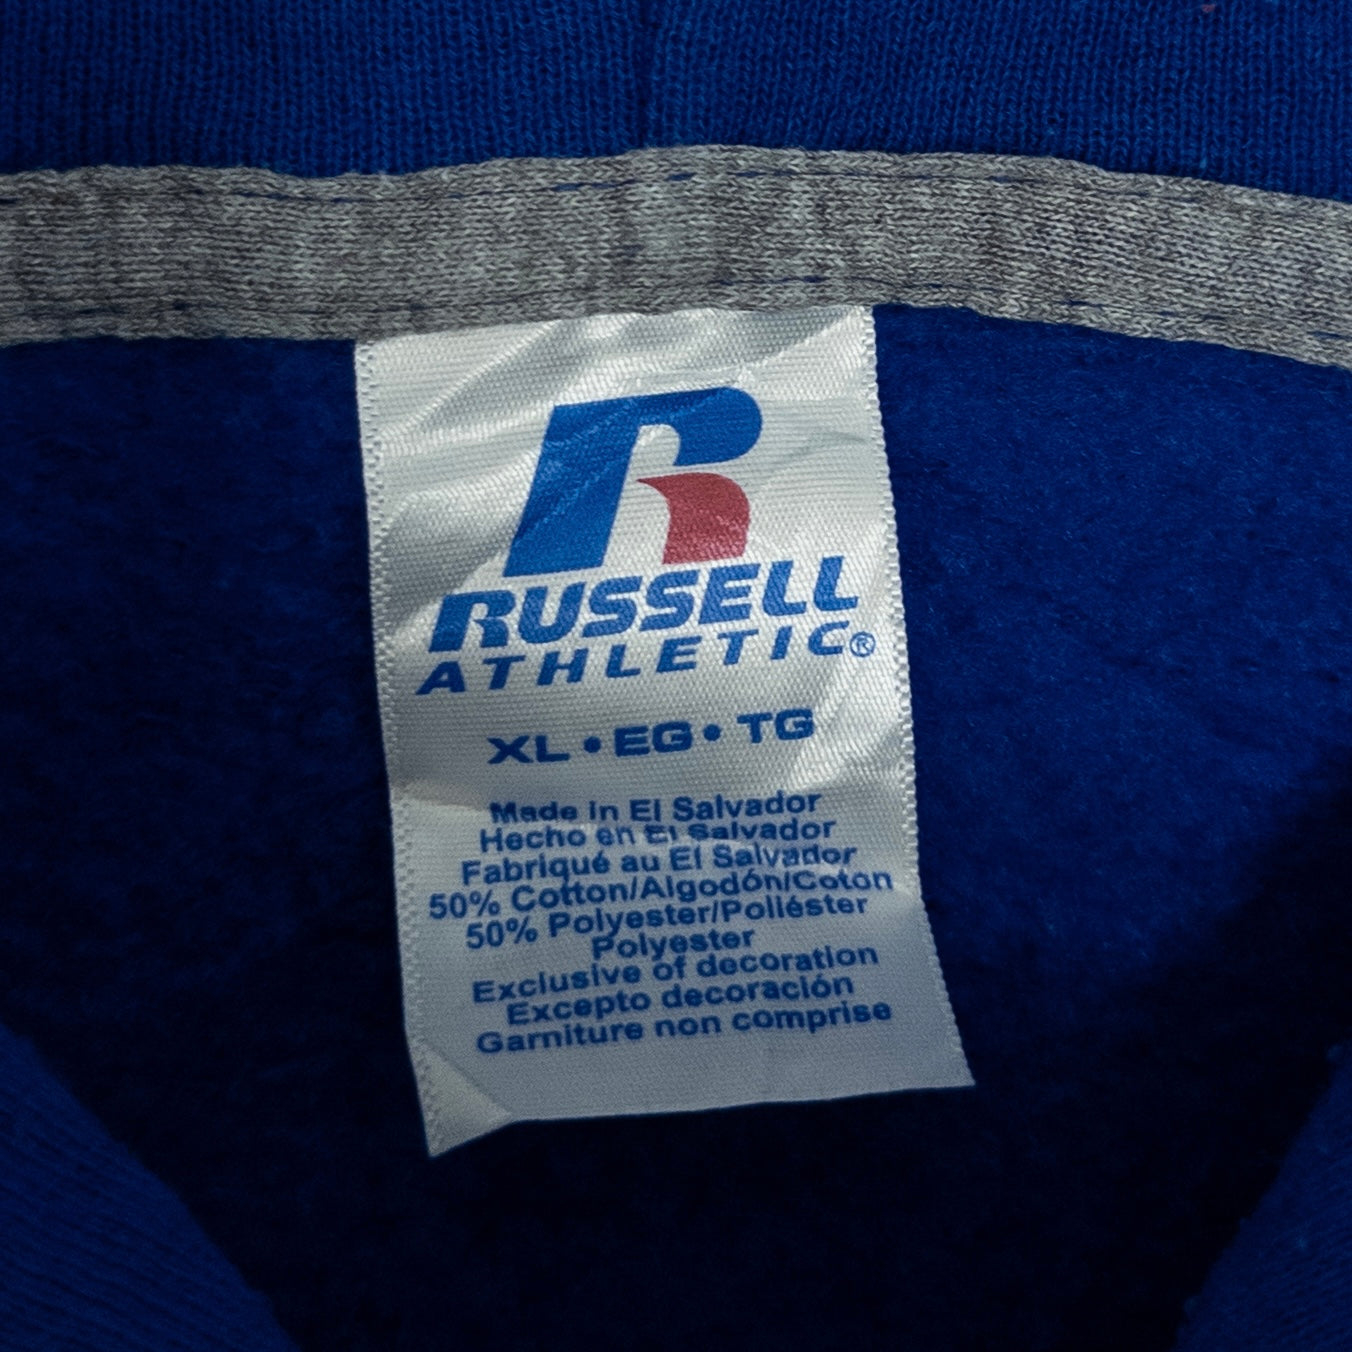 RUSSELL
ATHLETIC®
XL • EG • TG
Made in El Salvador
Hecho en El Salvador
Fabriqué au El Salvador
50% Cotton/Algodón/Coton
50% Polyester/Poliéster
Polyester
Exclusive of decoration
Excepto decoración
Garniture non comprise